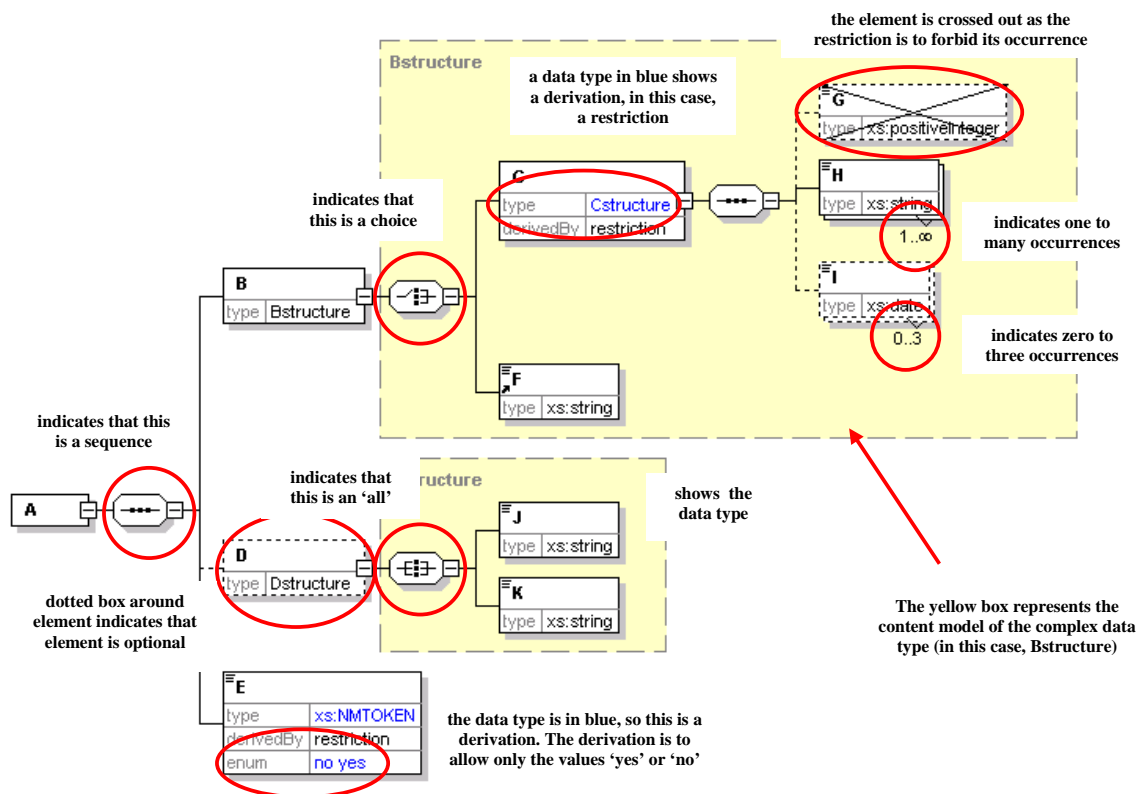 the element is crossed out as the
restriction is to forbid its occurrence
Bstructure
a data type in blue shows
a derivation, in this case,
a restriction
G
type xs:positiveInteger
indicates that
this is a choice
C
type Cstructure
derivedBy restriction
H
type xs:string
1..∞
indicates one to
many occurrences
B
type Bstructure
I
type xs:date
0..3
indicates zero to
three occurrences
F
type xs:string
indicates that this
is a sequence
indicates that
this is an ‘all’
ructure
shows the
data type
A
J
type xs:string
D
type Dstructure
K
type xs:string
dotted box around
element indicates that
element is optional
The yellow box represents the
content model of the complex data
type (in this case, Bstructure)
E
type xs:NMTOKEN
derivedBy restriction
enum no yes
the data type is in blue, so this is a
derivation. The derivation is to
allow only the values ‘yes’ or ‘no’